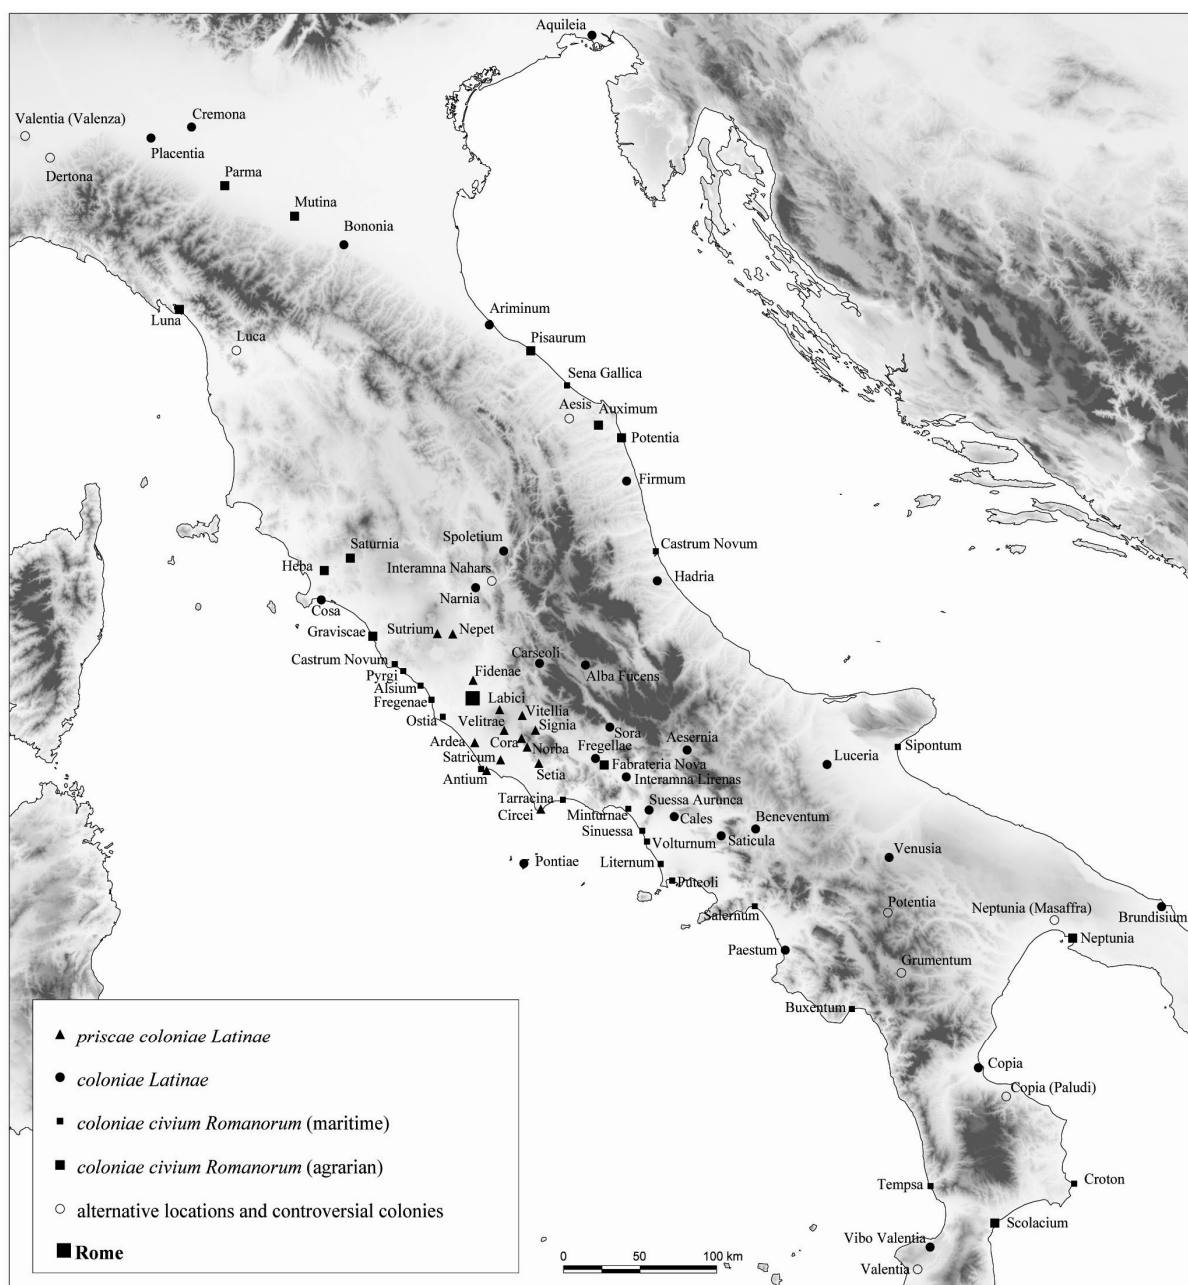 Aquileia
Valentia (Valenza)
Cremona
Placentia
Dertona
Parma
Mutina
Bononia
Luna
Ariminum
Luca
Pisaurum
Sena Gallica
Aesis
Auximum
Potentia
Firmum
Spoletium
Castrum Novum
Saturnia
Heba
Interamna Nahars
Hadria
Narnia
Cosa
Graviscae
Sutrium
Nepet
Castrum Novum
Carseoli
Pyrgi
Fidenae
Alba Fucens
Alsium
Fregenae
Labici
Ostia
Velitrae
Vitellia
Signia
Sora
Ardea
Cora
Norba
Fregellae
Aesernia
Sipontum
Satricum
Setia
Fabrateria Nova
Luceria
Antium
Interamna Lirenas
Tarracina
Circei
Minturnae
Suessa Aurunca
Cales
Beneventum
Sinuessa
Volturnum
Saticula
Pontiae
Liternum
Venusia
Puteoli
Salernum
Potentia
Neptunia (Masaffra)
Brundisium
Neptunia
Paestum
Grumentum
Buxentum
Copia
Copia (Paludi)
Tempsa
Croton
Scolacium
Vibo Valentia
Valentia
priscae coloniae Latinae
coloniae Latinae
coloniae civium Romanorum (maritime)
coloniae civium Romanorum (agrarian)
alternative locations and controversial colonies
Rome
0 50 100 km